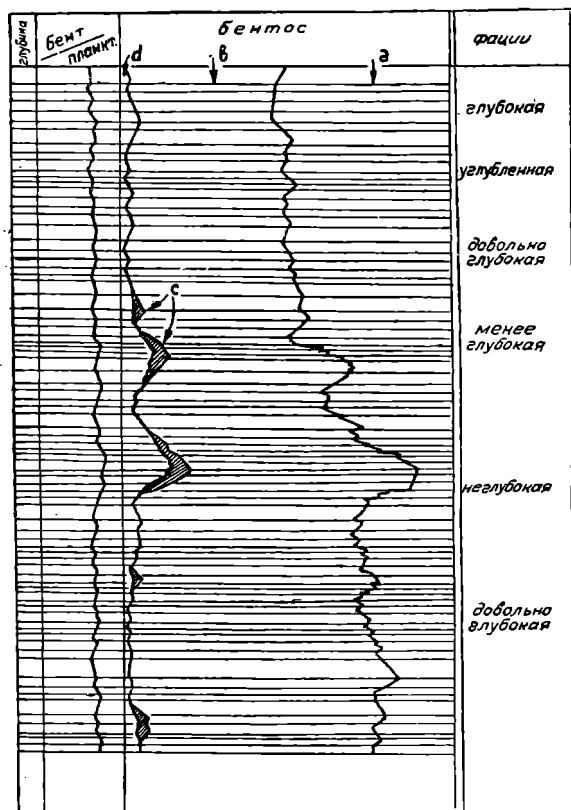 глубина
бент
планкт.
бентос
фации
d
в
а
глубокая
углубленная
довольно
глубокая
с
менее
глубокая
неглубокая
довольно
глубокая